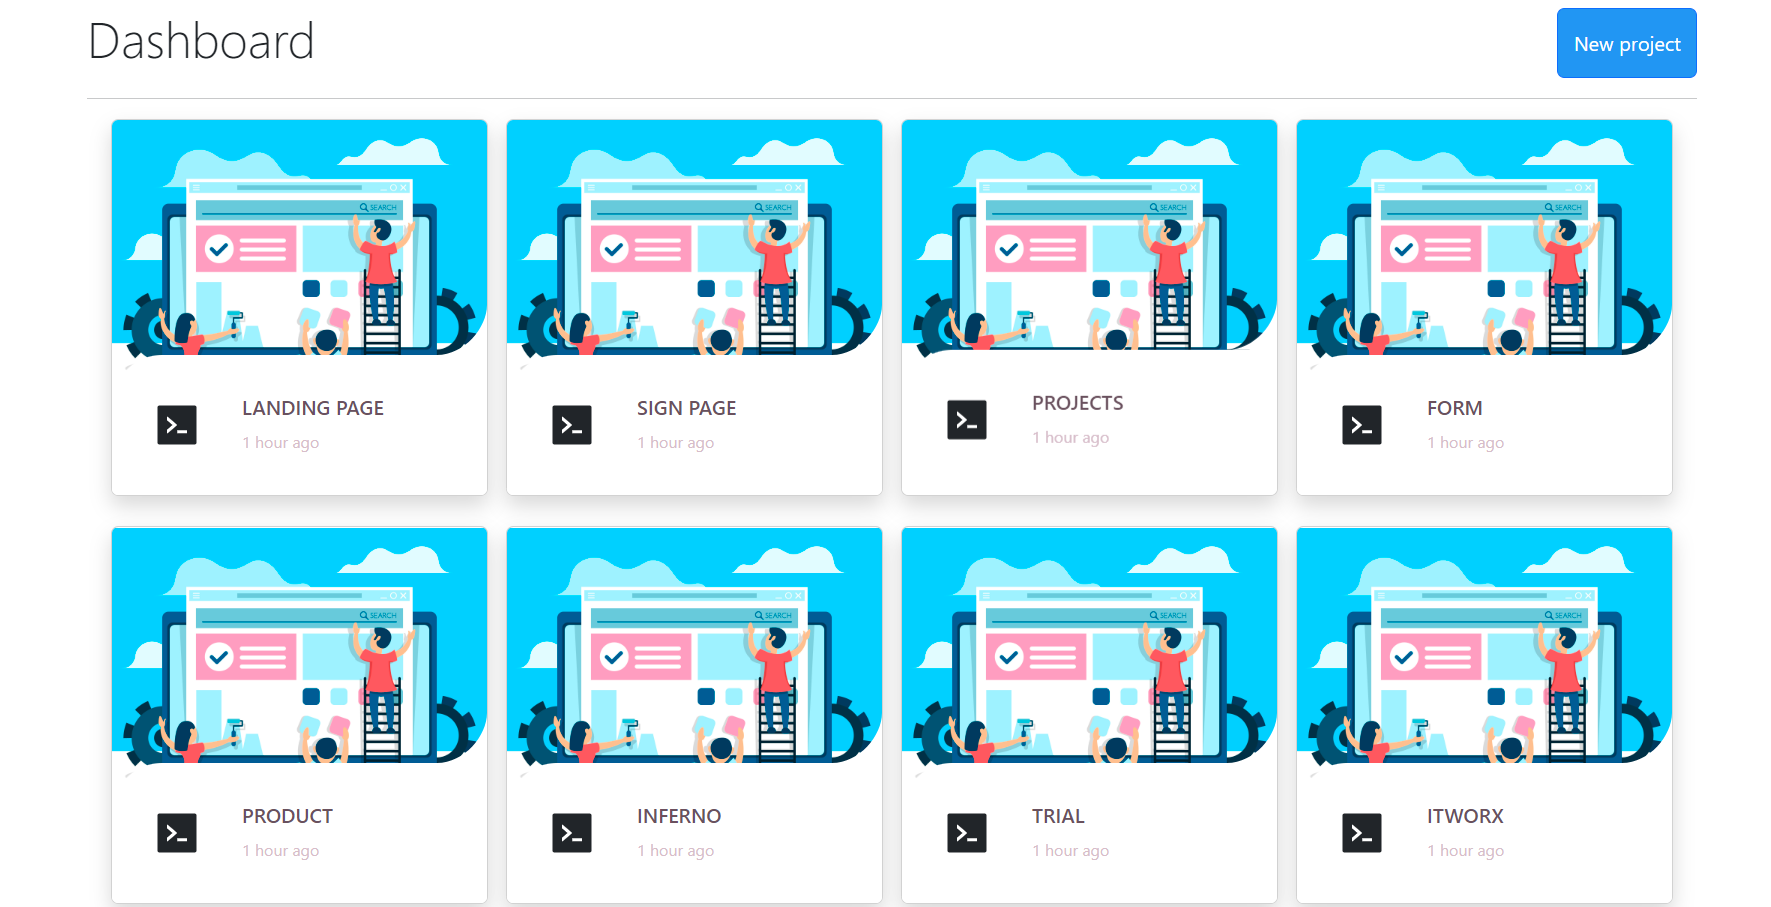 Dashboard
New project
SEARCH
SEARCH
SEARCH
SEARCH
LANDING PAGE
1 hour ago
SIGN PAGE
1 hour ago
PROJECTS
1 hour ago
FORM
1 hour ago
SEARCH
SEARCH
SEARCH
SEARCH
PRODUCT
1 hour ago
INFERNO
1 hour ago
TRIAL
1 hour ago
ITWORX
1 hour ago